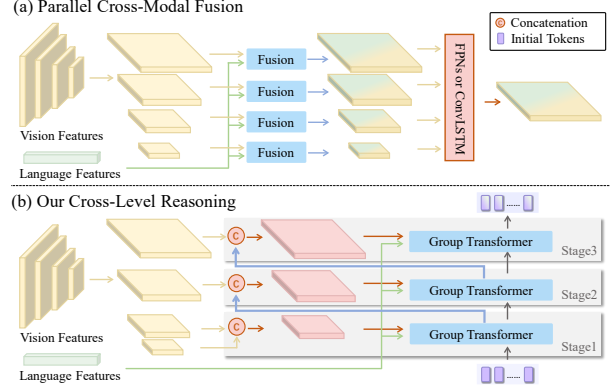 (a) Parallel Cross-Modal Fusion
C Concatenation
Initial Tokens
Fusion
Fusion
Fusion
Fusion
FPNs or ConvLSTM
Vision Features
Language Features
(b) Our Cross-Level Reasoning
......
C
Group Transformer
Stage3
C
Group Transformer
Stage2
C
Group Transformer
Stage1
Vision Features
Language Features
......